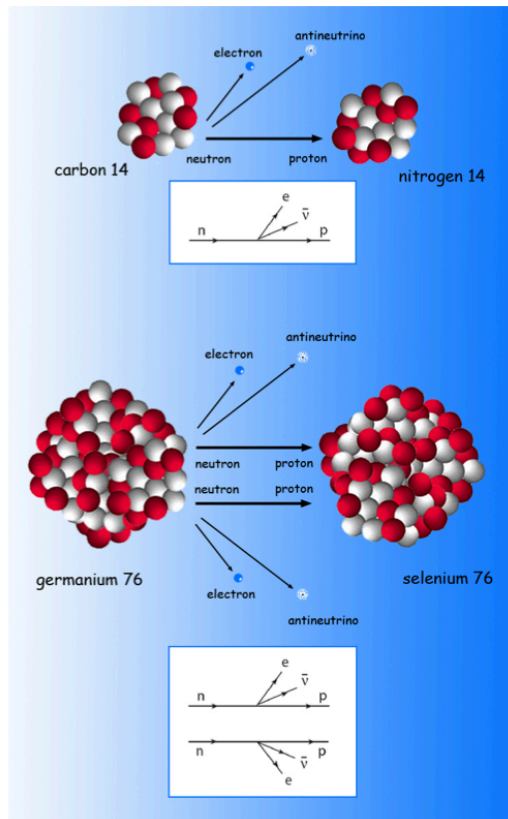 antineutrino
electron
neutron proton
carbon 14 nitrogen 14
e
ν̄
n p
antineutrino
electron
neutron proton
neutron proton
germanium 76 selenium 76
electron
antineutrino
e
ν̄
n p
n p
ν̄
e